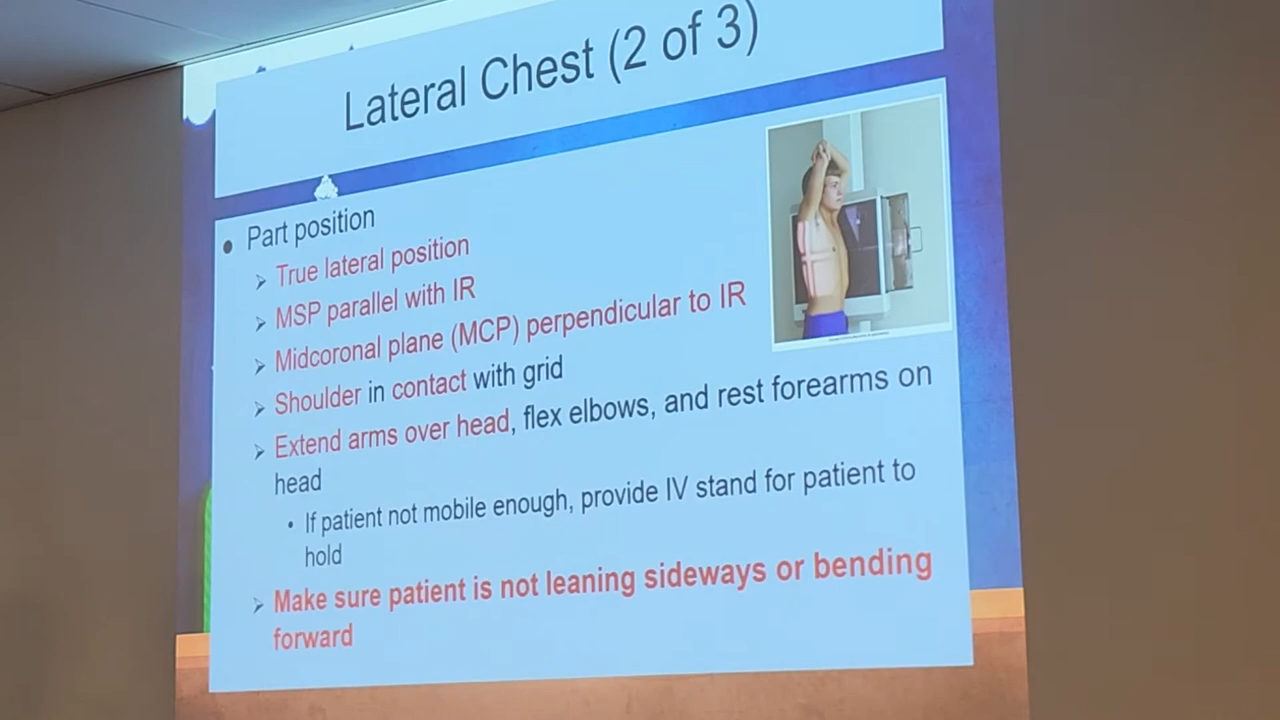 Lateral Chest (2 of 3)
• Part position
➢ True lateral position
➢ MSP parallel with IR
➢ Midcoronal plane (MCP) perpendicular to IR
➢ Shoulder in contact with grid
➢ Extend arms over head, flex elbows, and rest forearms on
head
• If patient not mobile enough, provide IV stand for patient to
hold
➢ Make sure patient is not leaning sideways or bending
forward